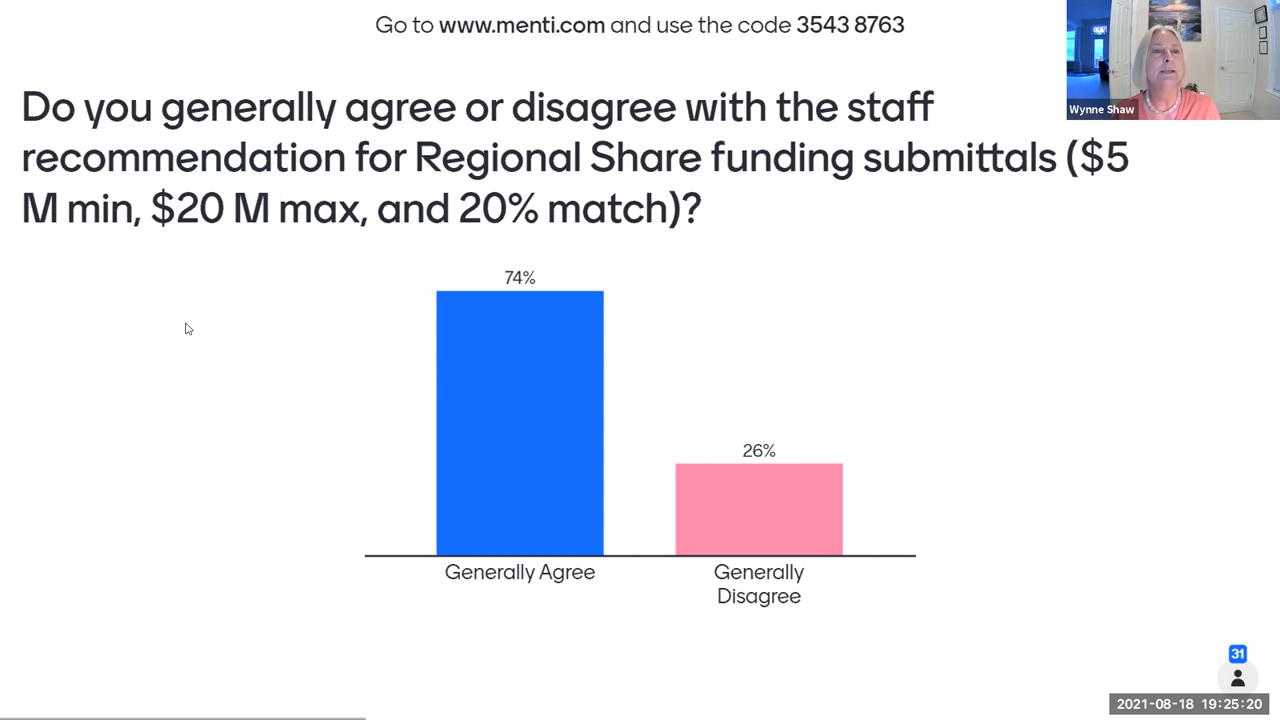 Go to www.menti.com and use the code 3543 8763
Do you generally agree or disagree with the staff
recommendation for Regional Share funding submittals ($5
M min, $20 M max, and 20% match)?
Wynne Shaw
74%
26%
Generally Agree
Generally
Disagree
31
2021-08-18 19:25:20